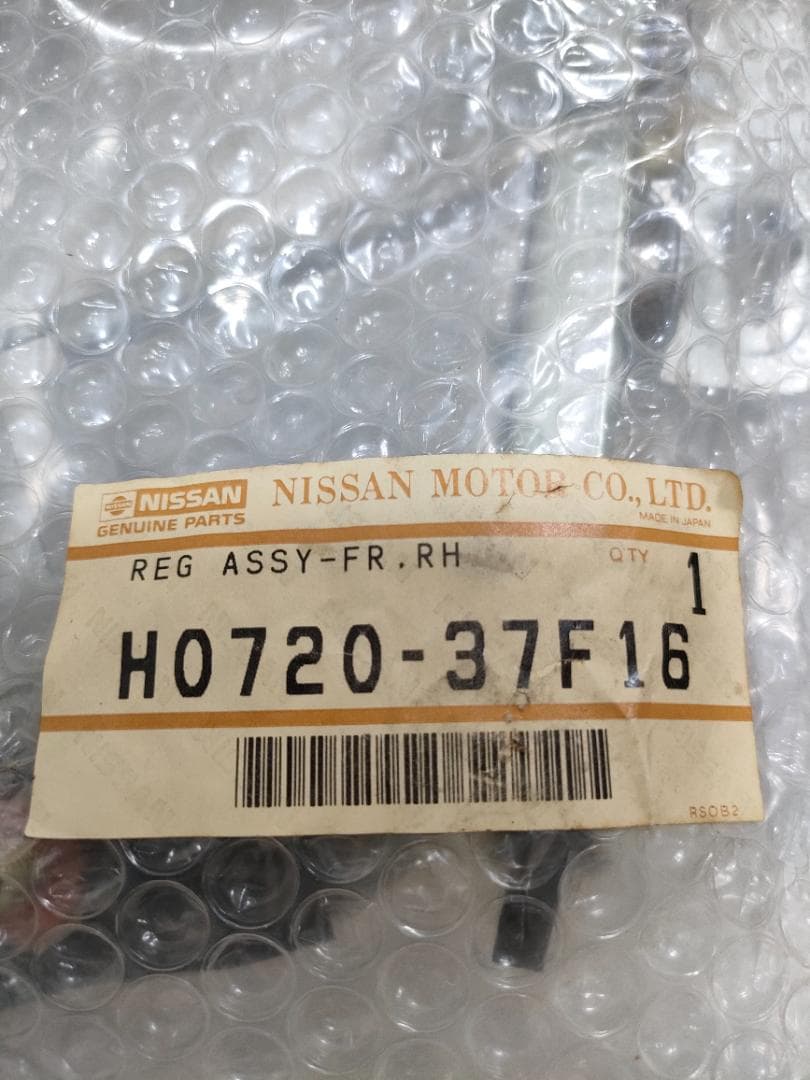 NISSAN NISSAN MOTOR CO., LTD.
GENUINE PARTS MADE IN JAPAN
REG ASSY-FR.RH QTY 1
H0720-37F16
RSOB2